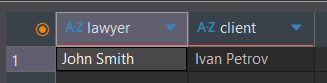 A-Z lawyer A-Z client
1 John Smith Ivan Petrov